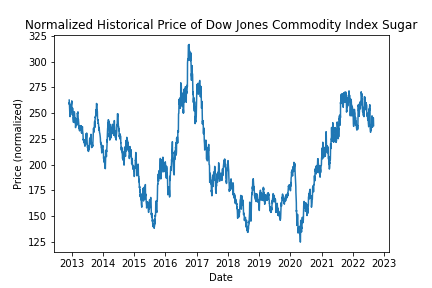 Normalized Historical Price of Dow Jones Commodity Index Sugar
325
300
275
250
225
200
175
150
125
Price (normalized)
2013 2014 2015 2016 2017 2018 2019 2020 2021 2022 2023
Date